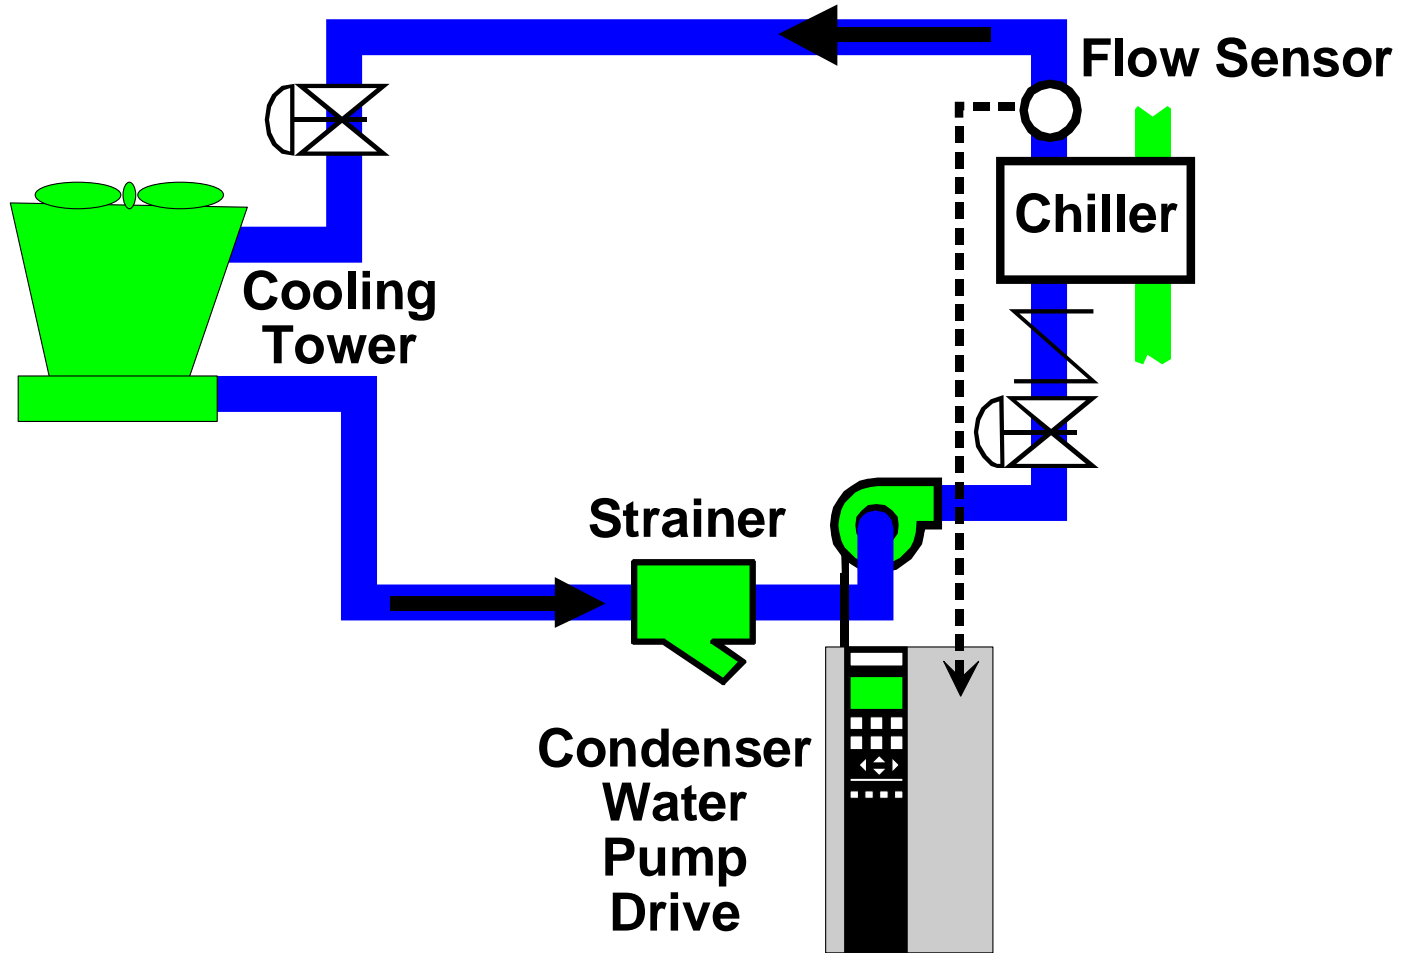 Flow Sensor
Chiller
Cooling
Tower
Strainer
Condenser
Water
Pump
Drive